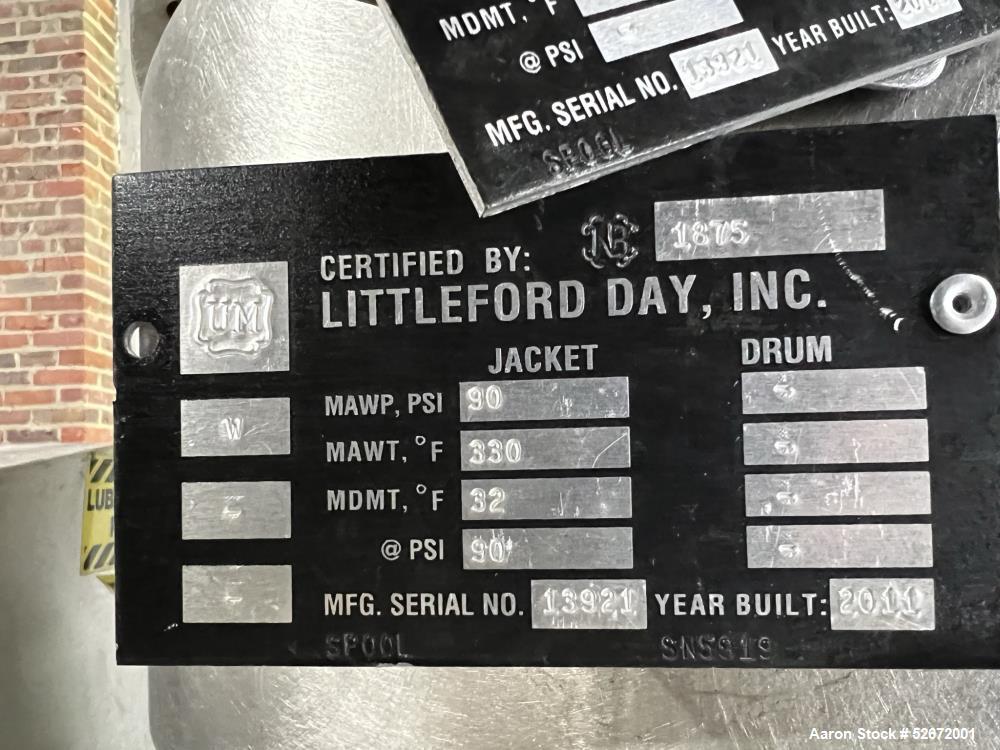 MDMT, °F
@ PSI
MFG. SERIAL NO. 13921 YEAR BUILT:
SPOOL
CERTIFIED BY: NB 1875
LITTLEFORD DAY, INC.
UM
JACKET DRUM
MAWP, PSI 90 -
W
MAWT, °F 330 -
MDMT, °F 32 -
-
@ PSI 90 -
-
MFG. SERIAL NO. 13921 YEAR BUILT: 2011
SPOOL SNS919
LUB
Aaron Stock # 52672001